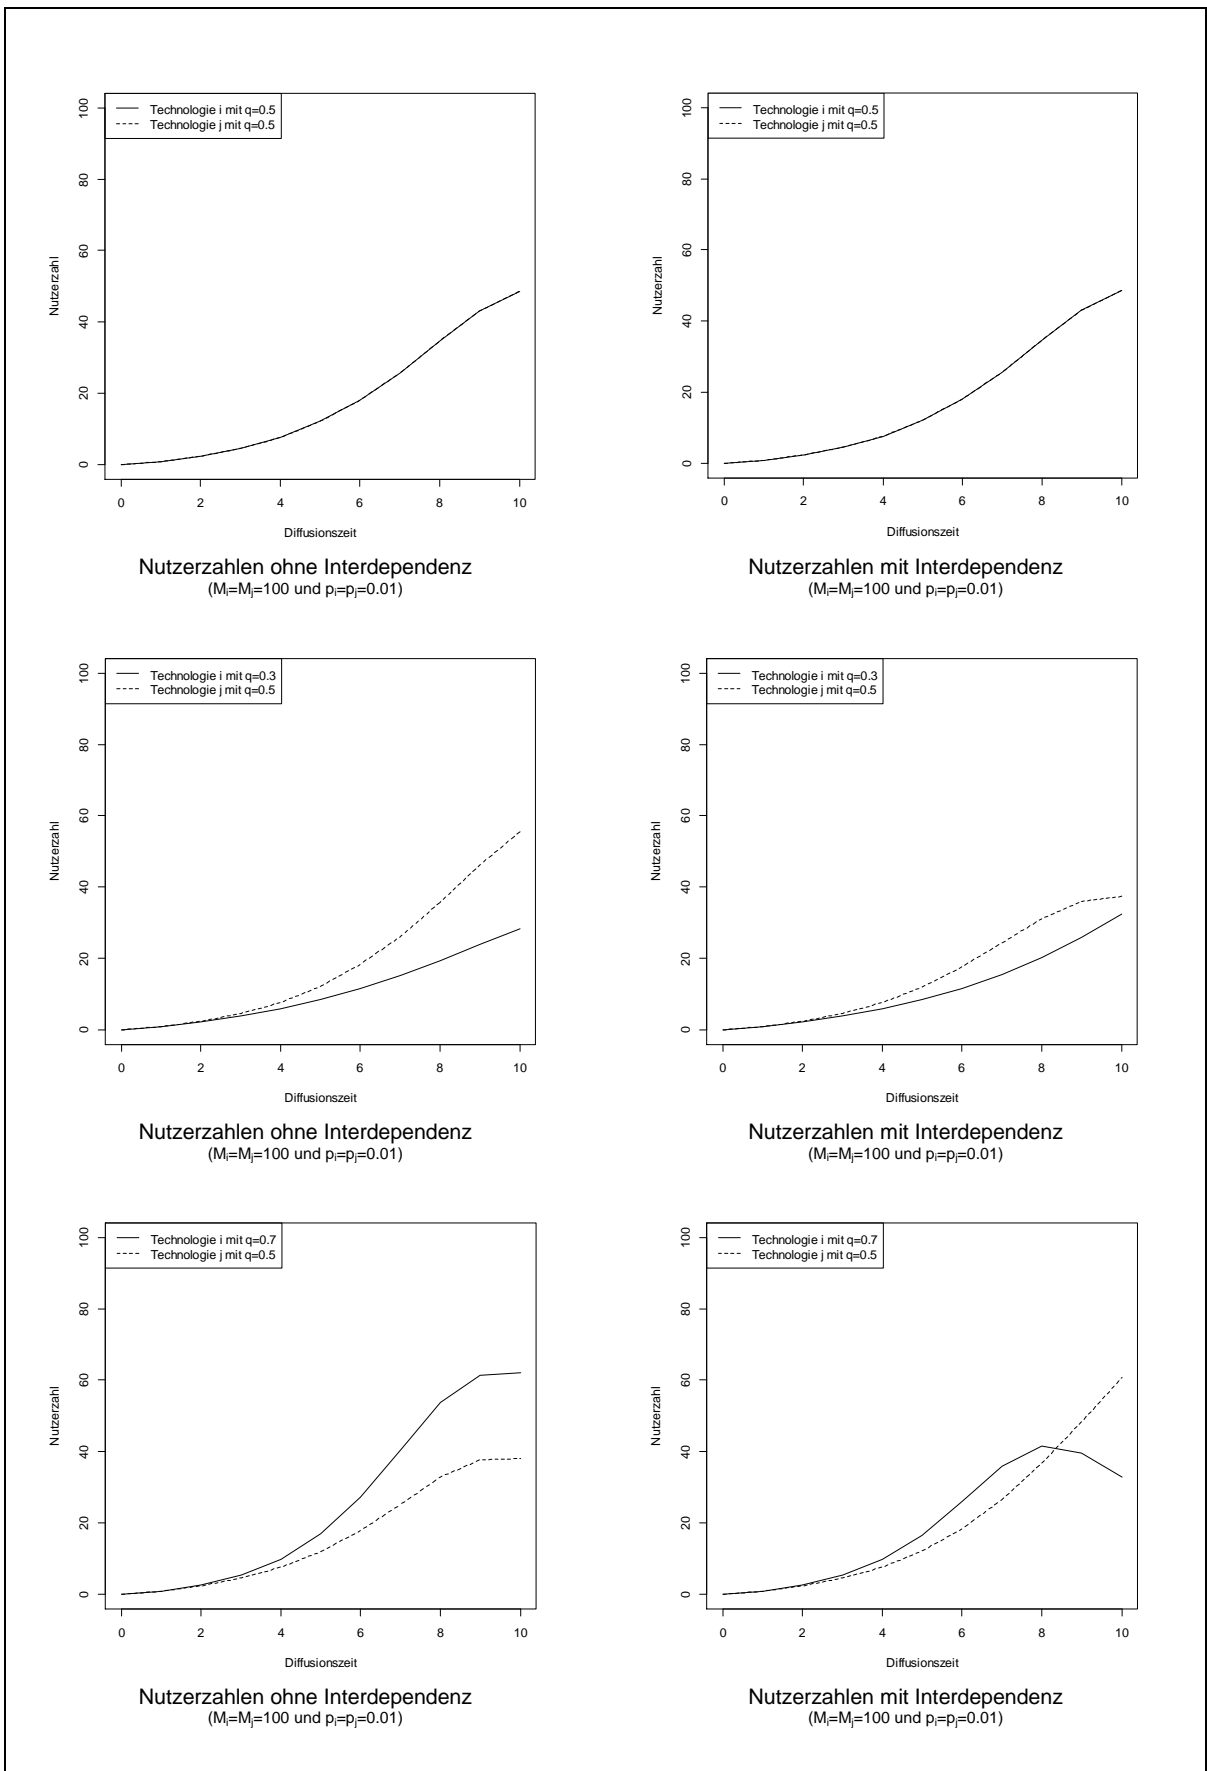 Technologie i mit q=0.5
Technologie j mit q=0.5
Nutzerzahl
100
80
60
40
20
0
0 2 4 6 8 10
Diffusionszeit
Nutzerzahlen ohne Interdependenz
(Mi=Mj=100 und pi=pj=0.01)
Technologie i mit q=0.5
Technologie j mit q=0.5
Nutzerzahl
100
80
60
40
20
0
0 2 4 6 8 10
Diffusionszeit
Nutzerzahlen mit Interdependenz
(Mi=Mj=100 und pi=pj=0.01)
Technologie i mit q=0.3
Technologie j mit q=0.5
Nutzerzahl
100
80
60
40
20
0
0 2 4 6 8 10
Diffusionszeit
Nutzerzahlen ohne Interdependenz
(Mi=Mj=100 und pi=pj=0.01)
Technologie i mit q=0.3
Technologie j mit q=0.5
Nutzerzahl
100
80
60
40
20
0
0 2 4 6 8 10
Diffusionszeit
Nutzerzahlen mit Interdependenz
(Mi=Mj=100 und pi=pj=0.01)
Technologie i mit q=0.7
Technologie j mit q=0.5
Nutzerzahl
100
80
60
40
20
0
0 2 4 6 8 10
Diffusionszeit
Nutzerzahlen ohne Interdependenz
(Mi=Mj=100 und pi=pj=0.01)
Technologie i mit q=0.7
Technologie j mit q=0.5
Nutzerzahl
100
80
60
40
20
0
0 2 4 6 8 10
Diffusionszeit
Nutzerzahlen mit Interdependenz
(Mi=Mj=100 und pi=pj=0.01)